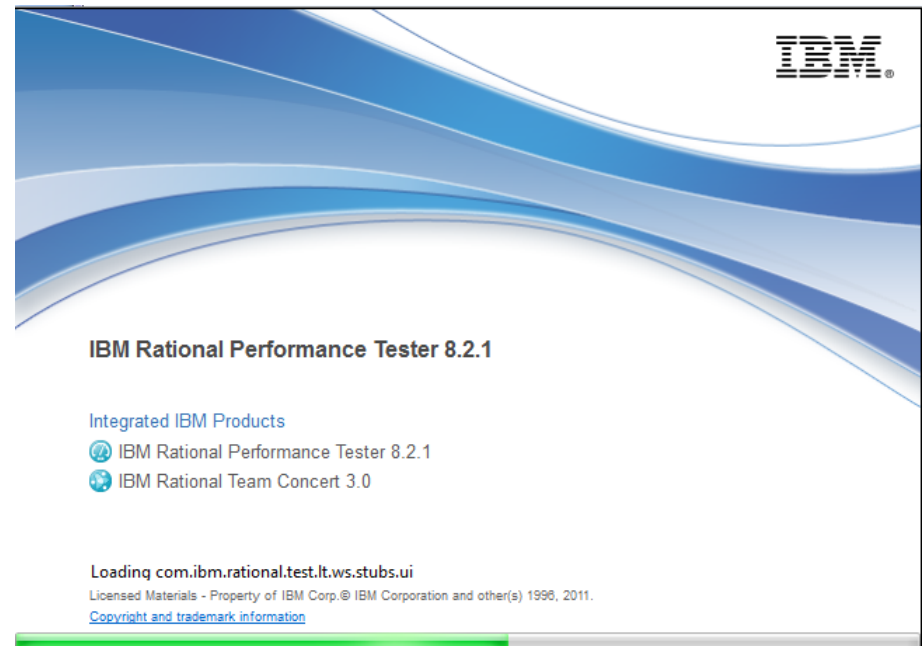 IBM®
IBM Rational Performance Tester 8.2.1
Integrated IBM Products
IBM Rational Performance Tester 8.2.1
IBM Rational Team Concert 3.0
Loading com.ibm.rational.test.lt.ws.stubs.ui
Licensed Materials - Property of IBM Corp.© IBM Corporation and other(s) 1996, 2011.
Copyright and trademark information